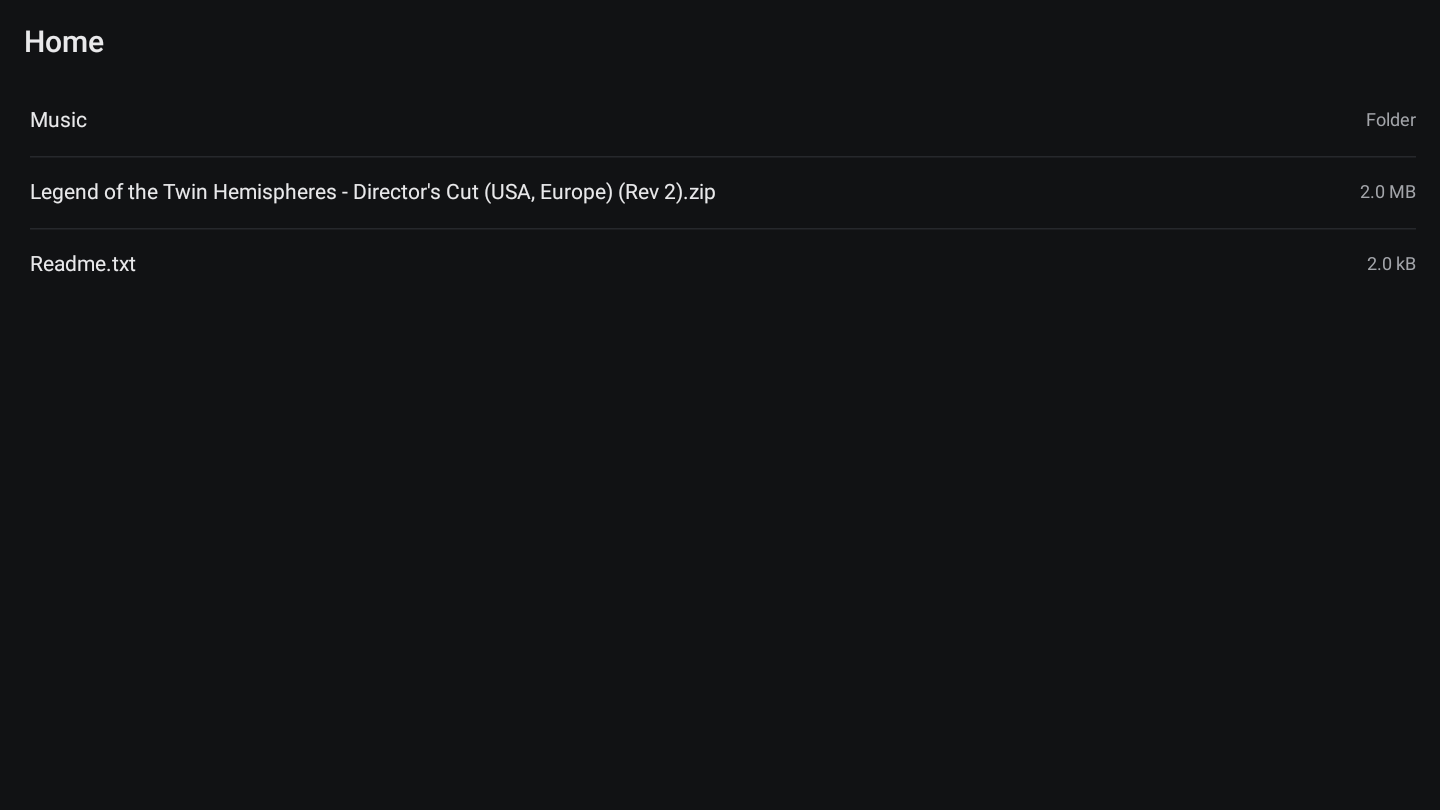 Home
Music Folder
Legend of the Twin Hemispheres - Director's Cut (USA, Europe) (Rev 2).zip 2.0 MB
Readme.txt 2.0 kB